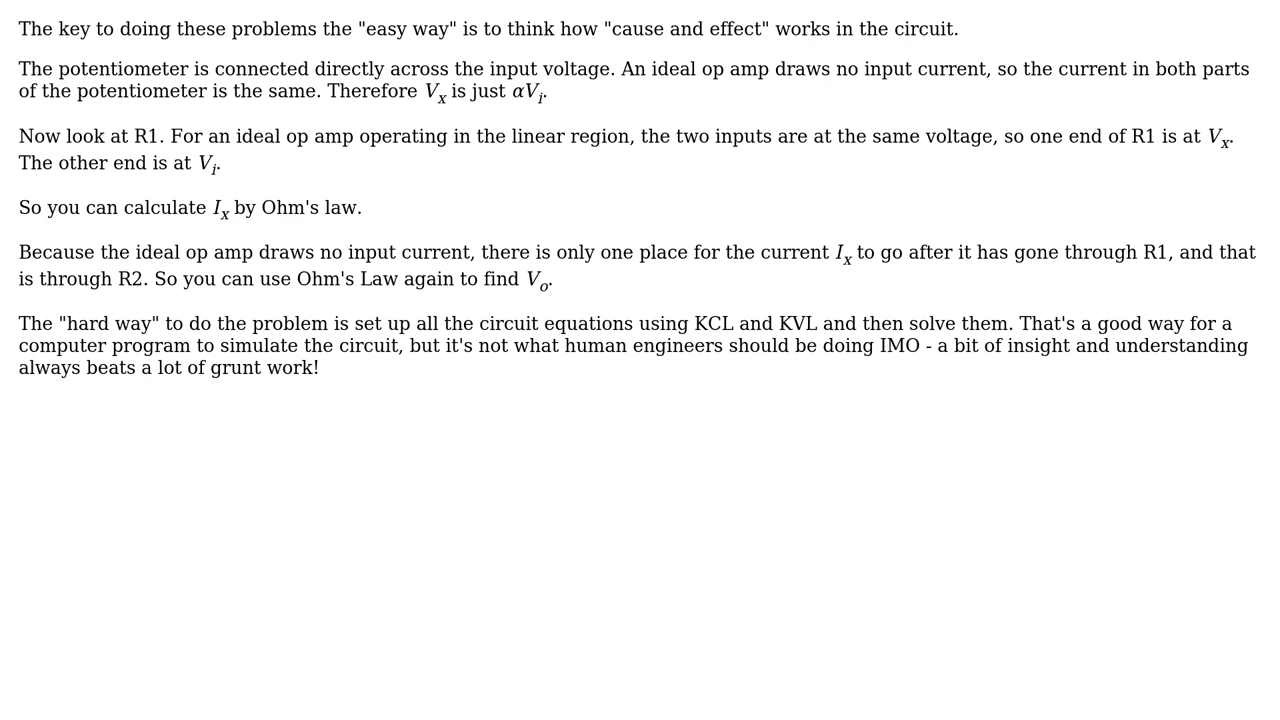 The key to doing these problems the "easy way" is to think how "cause and effect" works in the circuit.
The potentiometer is connected directly across the input voltage. An ideal op amp draws no input current, so the current in both parts
of the potentiometer is the same. Therefore Vx is just αVi.
Now look at R1. For an ideal op amp operating in the linear region, the two inputs are at the same voltage, so one end of R1 is at Vx.
The other end is at Vi.
So you can calculate Ix by Ohm's law.
Because the ideal op amp draws no input current, there is only one place for the current Ix to go after it has gone through R1, and that
is through R2. So you can use Ohm's Law again to find Vo.
The "hard way" to do the problem is set up all the circuit equations using KCL and KVL and then solve them. That's a good way for a
computer program to simulate the circuit, but it's not what human engineers should be doing IMO - a bit of insight and understanding
always beats a lot of grunt work!